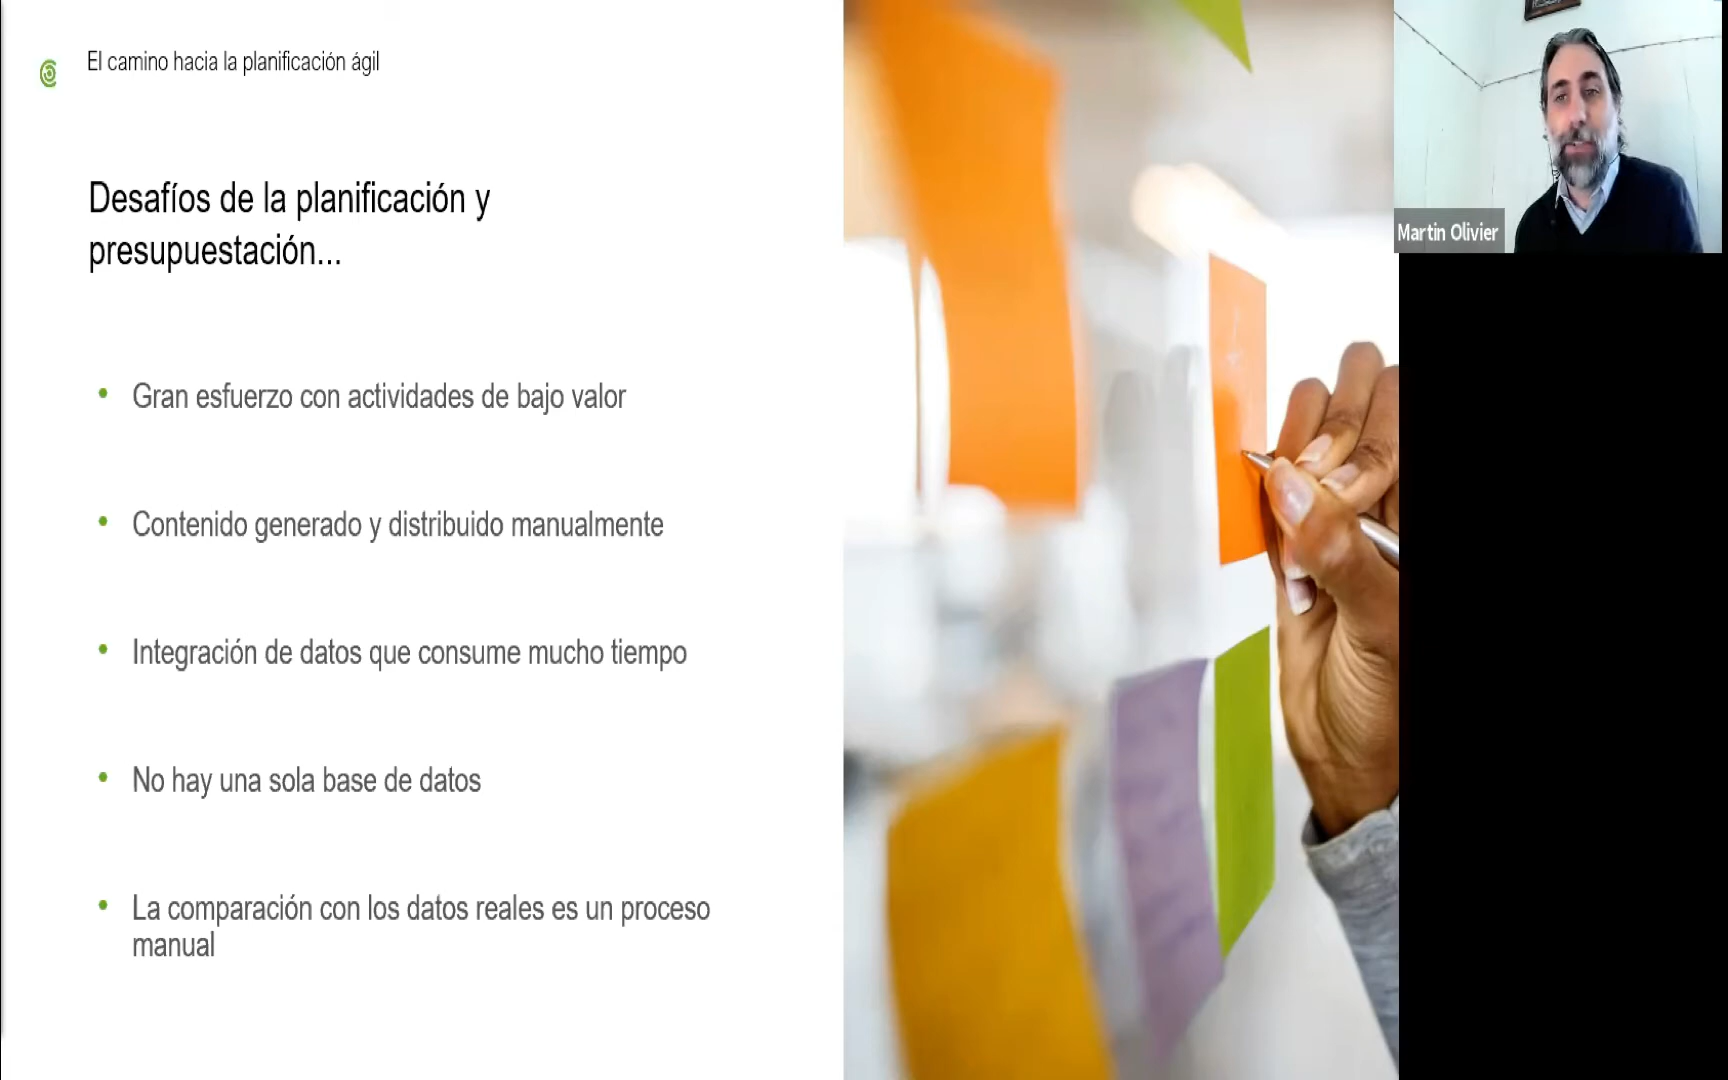 El camino hacia la planificación ágil
Desafíos de la planificación y
presupuestación...
• Gran esfuerzo con actividades de bajo valor
• Contenido generado y distribuido manualmente
• Integración de datos que consume mucho tiempo
• No hay una sola base de datos
• La comparación con los datos reales es un proceso
manual
Martin Olivier